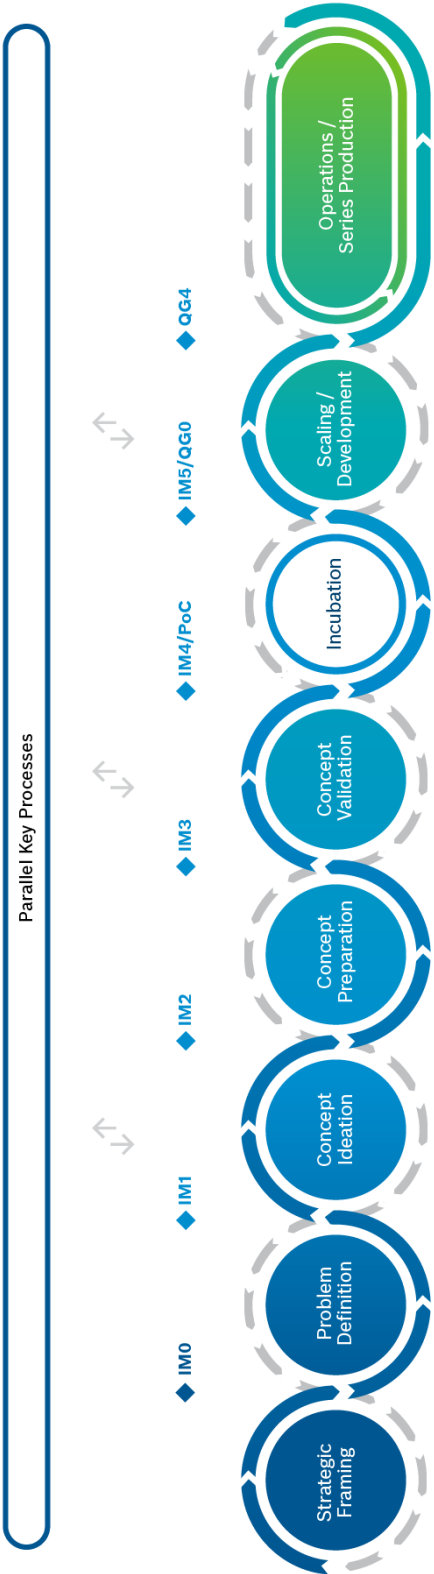 Parallel Key Processes
IM0
IM1
IM2
IM3
IM4/PoC
IM5/QG0
QG4
Strategic
Framing
Problem
Definition
Concept
Ideation
Concept
Preparation
Concept
Validation
Incubation
Scaling /
Development
Operations /
Series Production